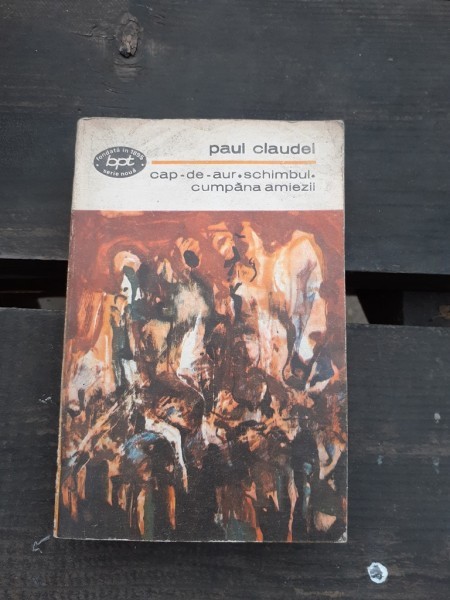 paul claudel
fondată în 1895
bpt
serie nouă
cap-de-aur•schimbul•
cumpăna amiezii